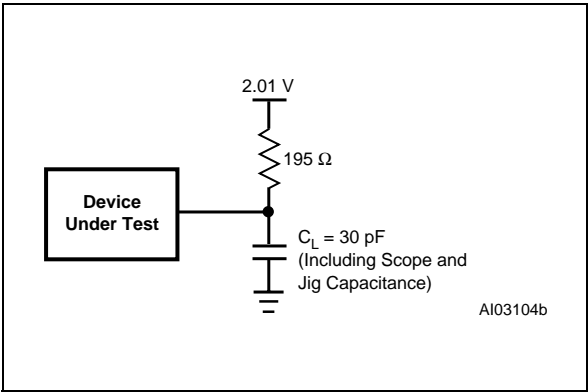 2.01 V
195 Ω
Device
Under Test
C_L = 30 pF
(Including Scope and
Jig Capacitance)
AI03104b